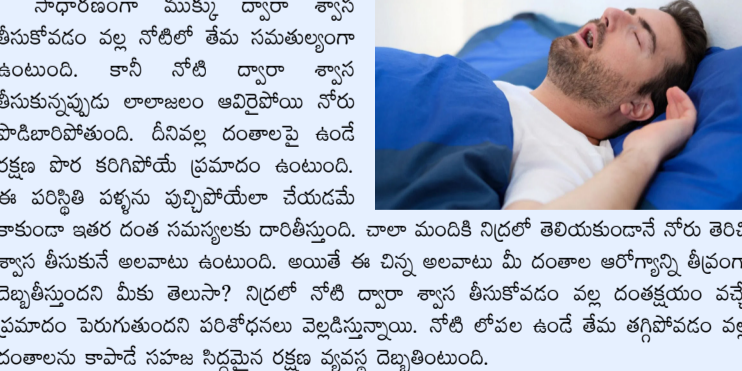 సాధారణంగా ముక్కు ద్వారా శ్వాస
తీసుకోవడం వల్ల నోటిలో తేమ సమతుల్యంగా
ఉంటుంది. కానీ నోటి ద్వారా శ్వాస
తీసుకున్నప్పుడు లాలాజలం ఆవిరైపోయి నోరు
పొడిబారిపోతుంది. దీనివల్ల దంతాలపై ఉండే
రక్షణ పొర కరిగిపోయే ప్రమాదం ఉంటుంది.
ఈ పరిస్థితి పళ్ళను పుచ్చిపోయేలా చేయడమే
కాకుండా ఇతర దంత సమస్యలకు దారితీస్తుంది. చాలా మందికి నిద్రలో తెలియకుండానే నోరు తెరిచి
శ్వాస తీసుకునే అలవాటు ఉంటుంది. అయితే ఈ చిన్న అలవాటు మీ దంతాల ఆరోగ్యాన్ని తీవ్రంగా
దెబ్బతీస్తుందని మీకు తెలుసా? నిద్రలో నోటి ద్వారా శ్వాస తీసుకోవడం వల్ల దంతక్షయం వచ్చే
ప్రమాదం పెరుగుతుందని పరిశోధనలు వెల్లడిస్తున్నాయి. నోటి లోపల ఉండే తేమ తగ్గిపోవడం వల్ల
దంతాలను కాపాడే సహజ సిద్ధమైన రక్షణ వ్యవస్థ దెబ్బతింటుంది.